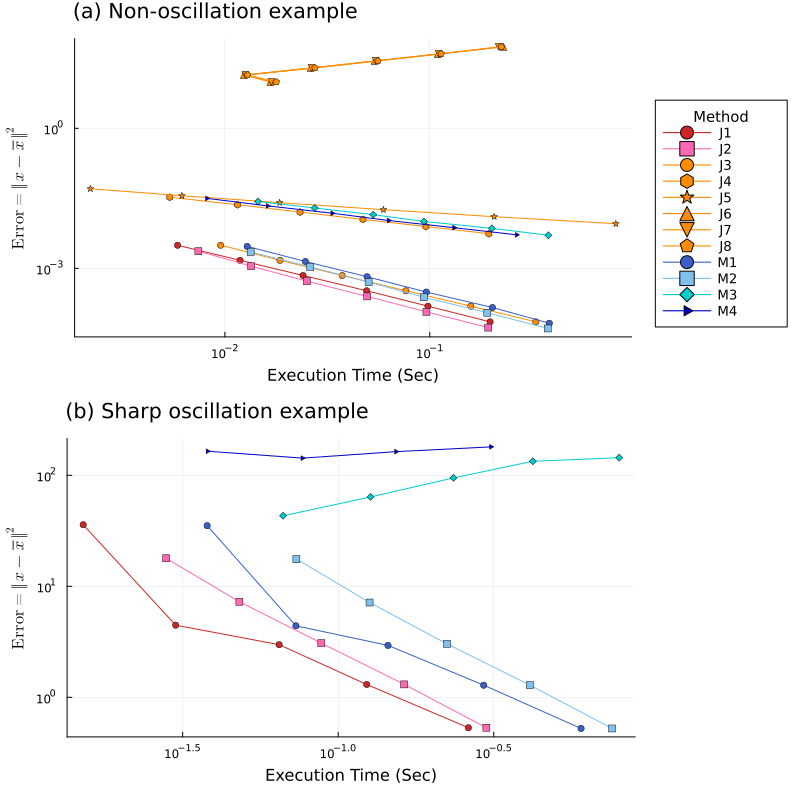 (a) Non-oscillation example
Error = ‖x − x̅‖²
10⁰
10⁻³
10⁻²
10⁻¹
Execution Time (Sec)
Method
J1
J2
J3
J4
J5
J6
J7
J8
M1
M2
M3
M4
(b) Sharp oscillation example
Error = ‖x − x̅‖²
10²
10¹
10⁰
10⁻¹·⁵
10⁻¹·⁰
10⁻⁰·⁵
Execution Time (Sec)